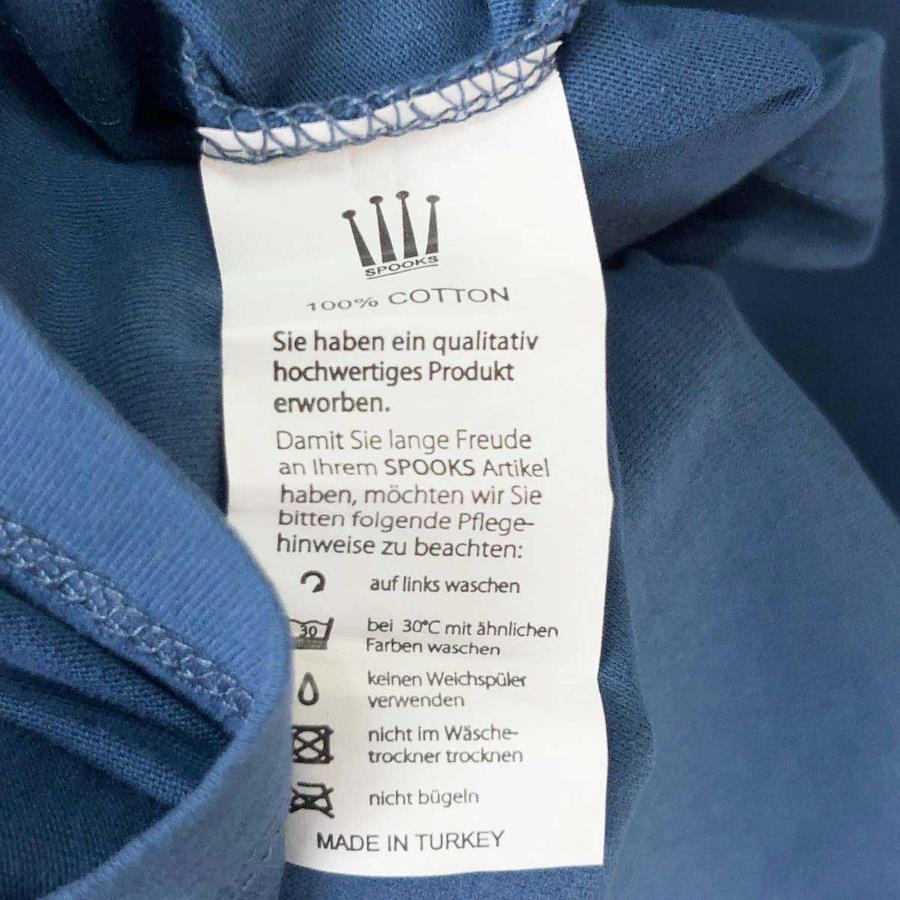 SPOOKS
100% COTTON
Sie haben ein qualitativ
hochwertiges Produkt
erworben.
Damit Sie lange Freude
an Ihrem SPOOKS Artikel
haben, möchten wir Sie
bitten folgende Pflege-
hinweise zu beachten:
auf links waschen
30 bei 30°C mit ähnlichen
Farben waschen
keinen Weichspüler
verwenden
nicht im Wäsche-
trockner trocknen
nicht bügeln
MADE IN TURKEY